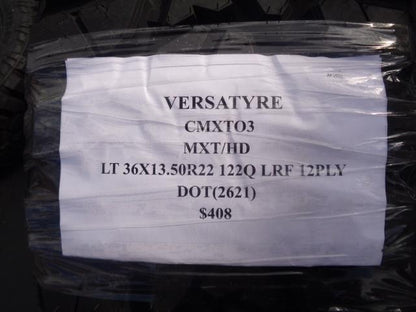 VERSATYRE
CMXTO3
MXT/HD
LT 36X13.50R22 122Q LRF 12PLY
DOT(2621)
$408